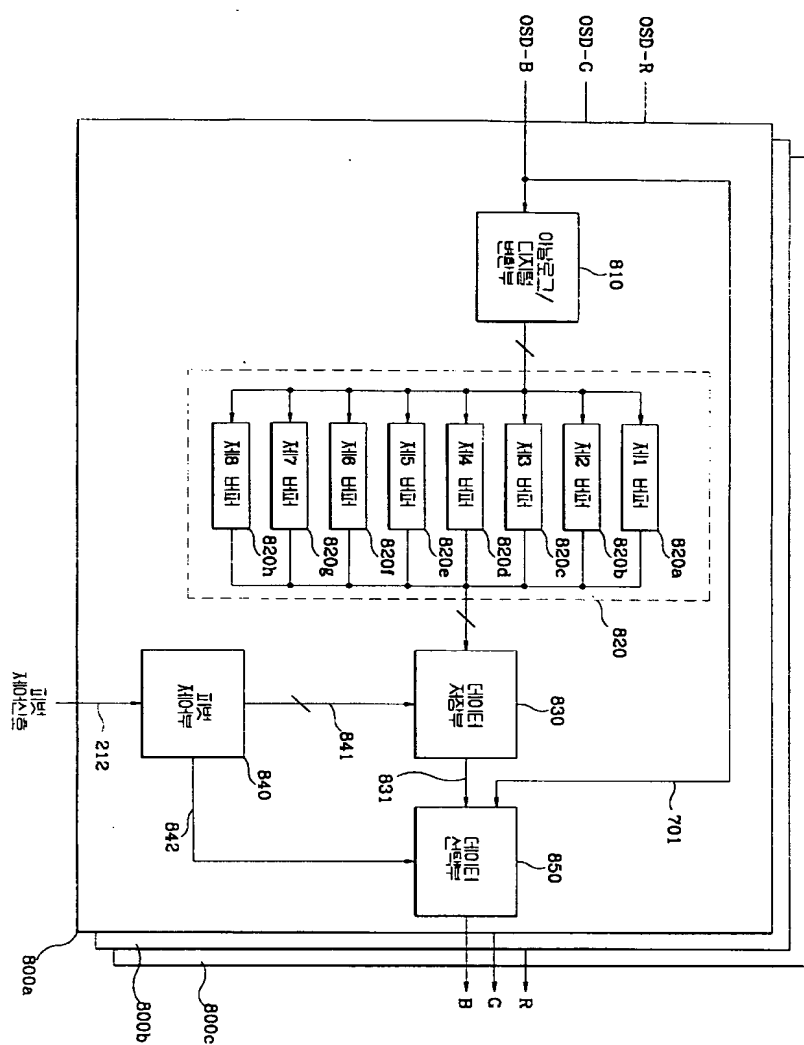 OSD-R
OSD-G
OSD-B
아날로그/
디지털
변환부
810
제1 버퍼
820a
제2 버퍼
820b
제3 버퍼
820c
제4 버퍼
820d
제5 버퍼
820e
제6 버퍼
820f
제7 버퍼
820g
제8 버퍼
820h
820
데이터
저장부
830
831
701
피벗
제어신호
212
피벗
제어부
840
841
842
데이터
선택부
850
R
G
B
800a
800b
800c